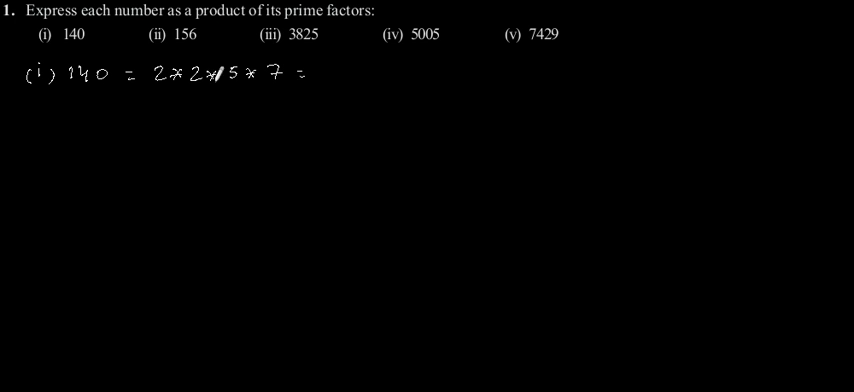 1. Express each number as a product of its prime factors:
(i) 140 (ii) 156 (iii) 3825 (iv) 5005 (v) 7429
(i) 140 = 2 * 2 * 5 * 7 =